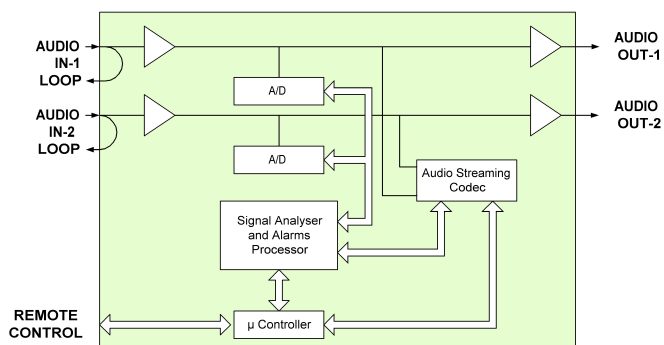 AUDIO
IN-1
LOOP
AUDIO
OUT-1
A/D
AUDIO
IN-2
LOOP
AUDIO
OUT-2
A/D
Audio Streaming
Codec
Signal Analyser
and Alarms
Processor
REMOTE
CONTROL
µ Controller